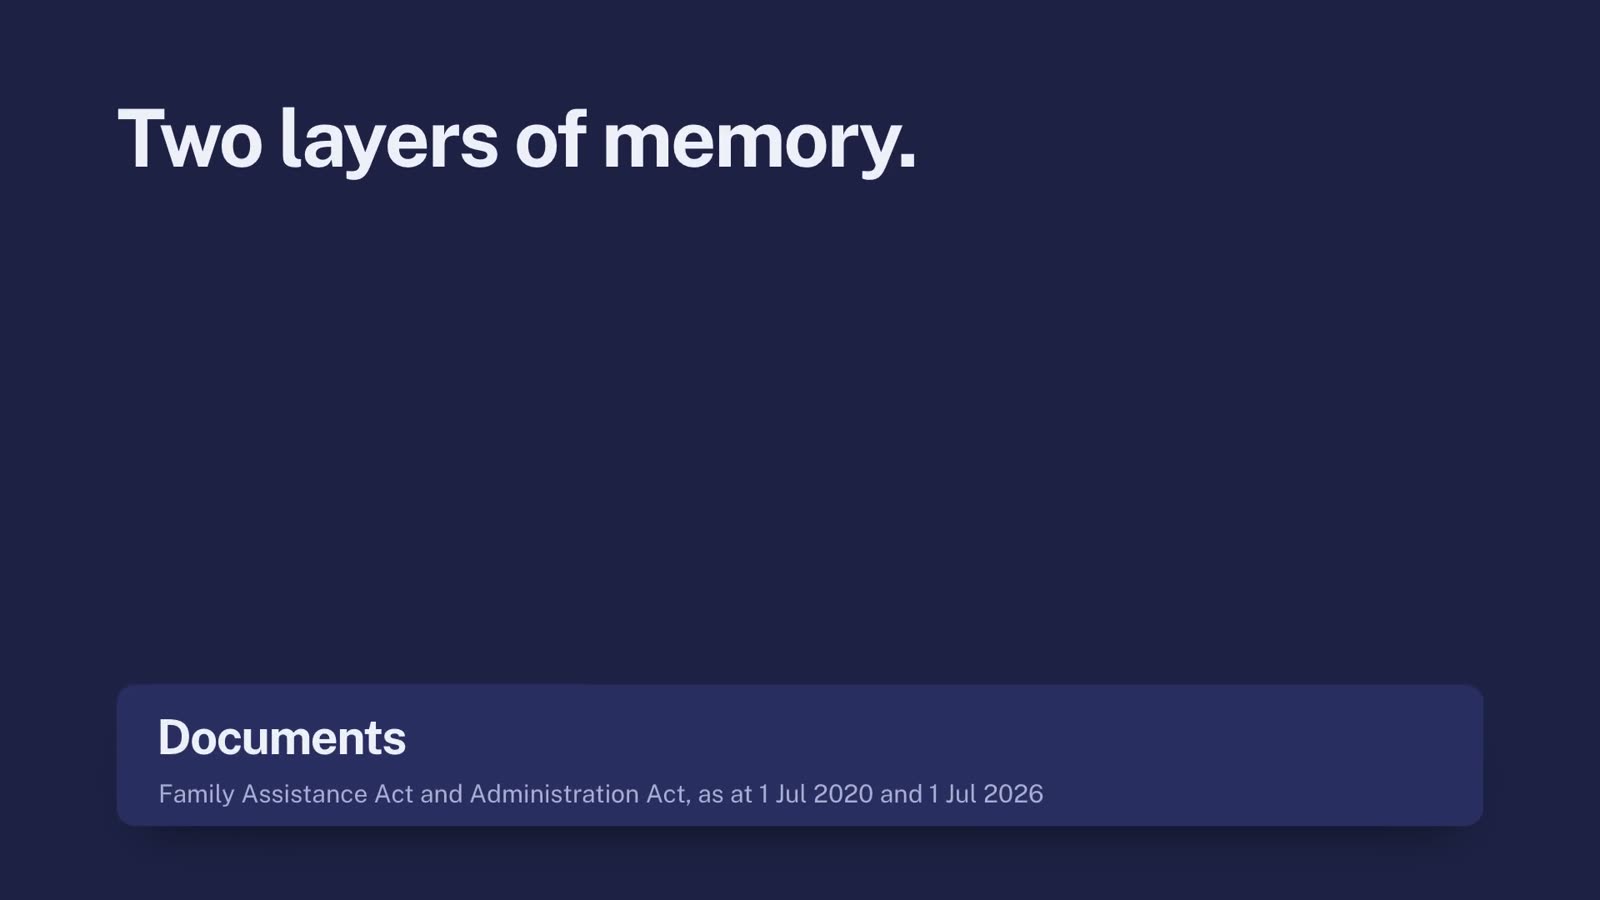 Two layers of memory.
Documents
Family Assistance Act and Administration Act, as at 1 Jul 2020 and 1 Jul 2026